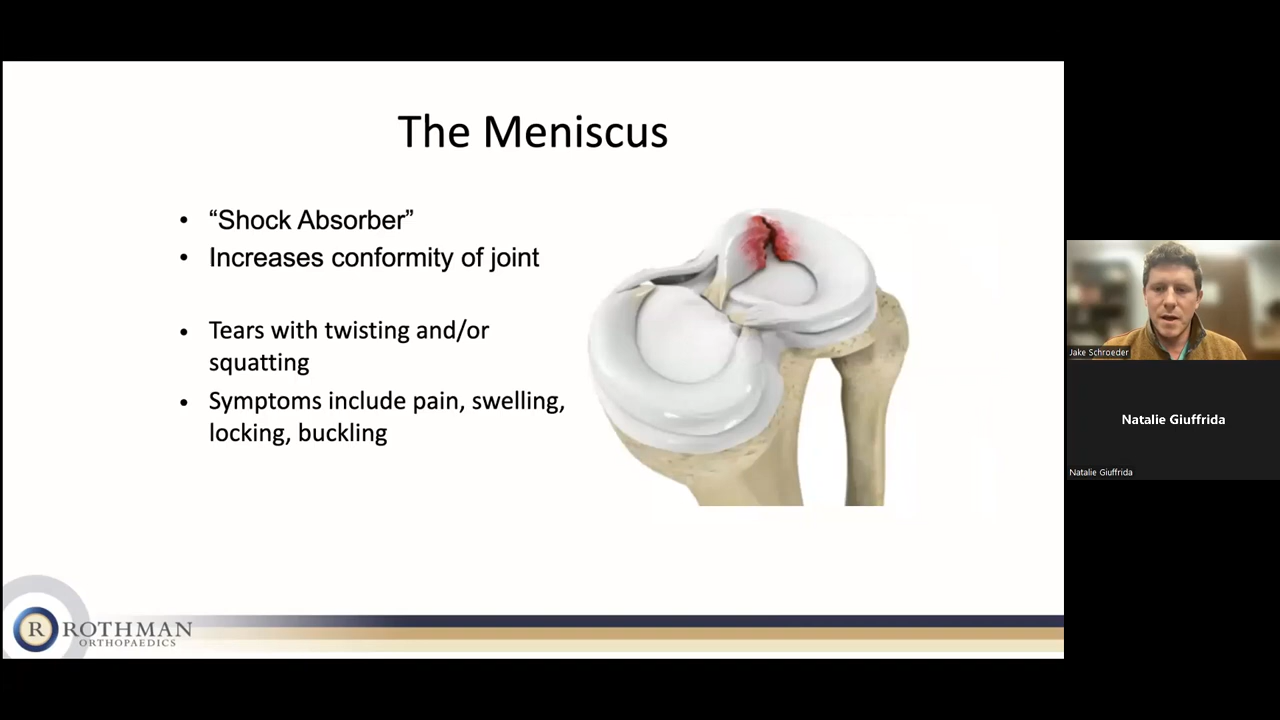 The Meniscus
• “Shock Absorber”
• Increases conformity of joint
• Tears with twisting and/or
squatting
• Symptoms include pain, swelling,
locking, buckling
R ROTHMAN
ORTHOPAEDICS
Jake Schroeder
Natalie Giuffrida
Natalie Giuffrida